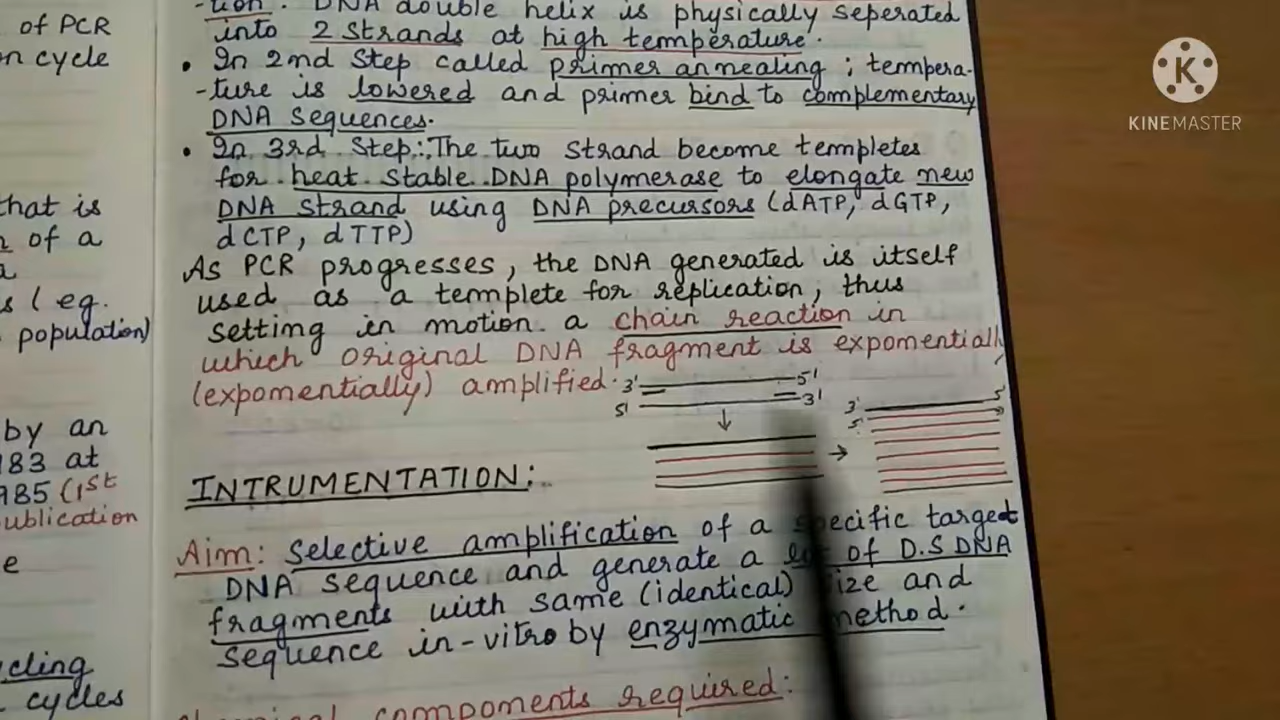 of PCR
n cycle
that is
of a
s (eg.
population)
by an
983 at
1985 (1st
ublication
e
cling
cycles
-tion. DNA double helix is physically seperated
into 2 strands at high temperature.
• In 2nd Step called primer annealing; tempera-
-ture is lowered and primer bind to complementary
DNA sequences.
• In 3rd Step:. The two strand become templetes
for heat stable DNA polymerase to elongate new
DNA strand using DNA precursors (dATP, dGTP,
dCTP, dTTP)
As PCR progresses, the DNA generated is itself
used as a templete for replication, thus
setting in motion a chain reaction in
which original DNA fragment is expomentiall
(expomentially) amplified.
3' 5'
5' 3'
3' 5'
5'
INTRUMENTATION:
Aim: Selective amplification of a specific target
DNA sequence and generate a of D.S DNA
fragments with same (identical) size and
sequence in-vitro by enzymatic method.
components required:
K
KINEMASTER